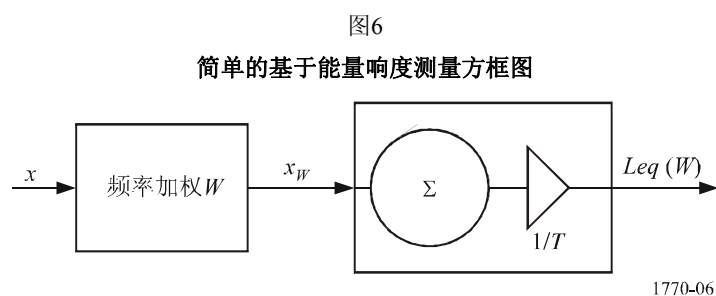 图6
简单的基于能量响度测量方框图
x
频率加权W
xW
Σ
1/T
Leq (W)
1770-06